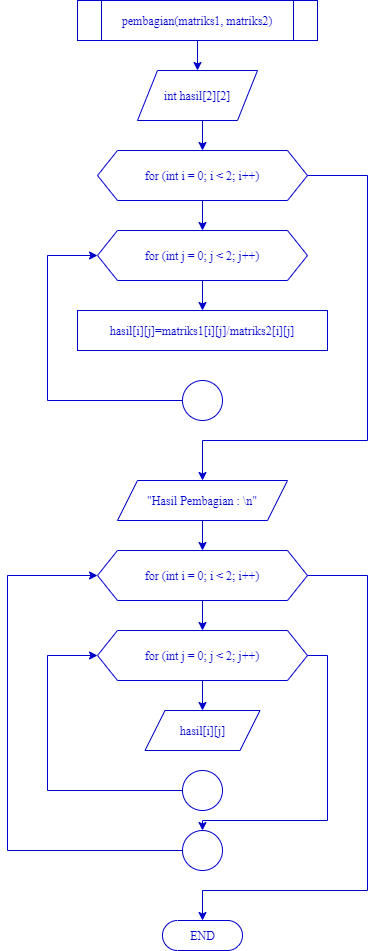 pembagian(matriks1, matriks2)
int hasil[2][2]
for (int i = 0; i < 2; i++)
for (int j = 0; j < 2; j++)
hasil[i][j]=matriks1[i][j]/matriks2[i][j]
"Hasil Pembagian : \n"
for (int i = 0; i < 2; i++)
for (int j = 0; j < 2; j++)
hasil[i][j]
END